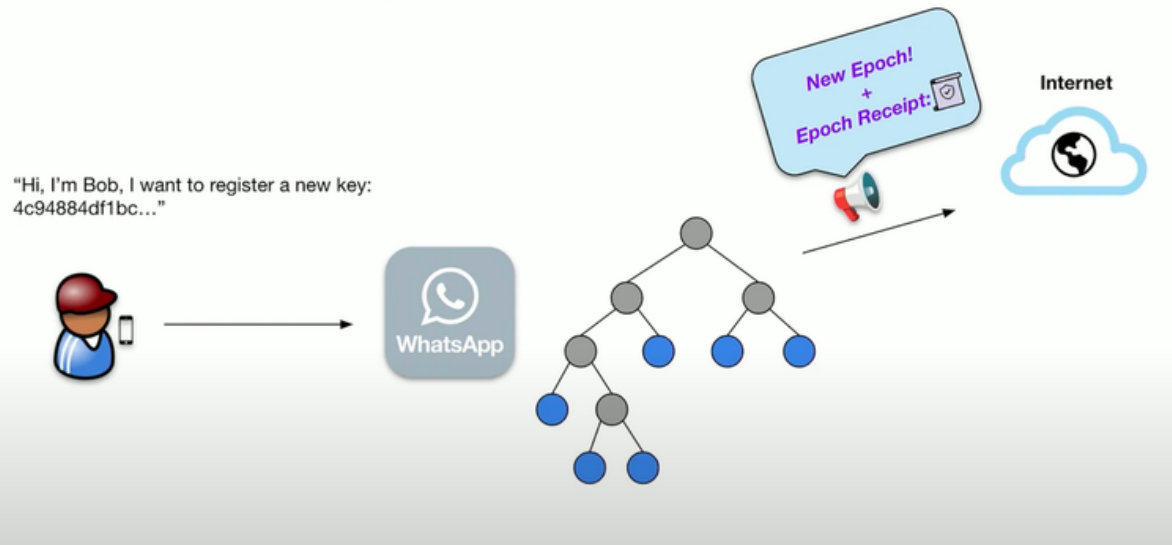 New Epoch!
+
Epoch Receipt:
Internet
“Hi, I’m Bob, I want to register a new key:
4c94884df1bc…”
WhatsApp